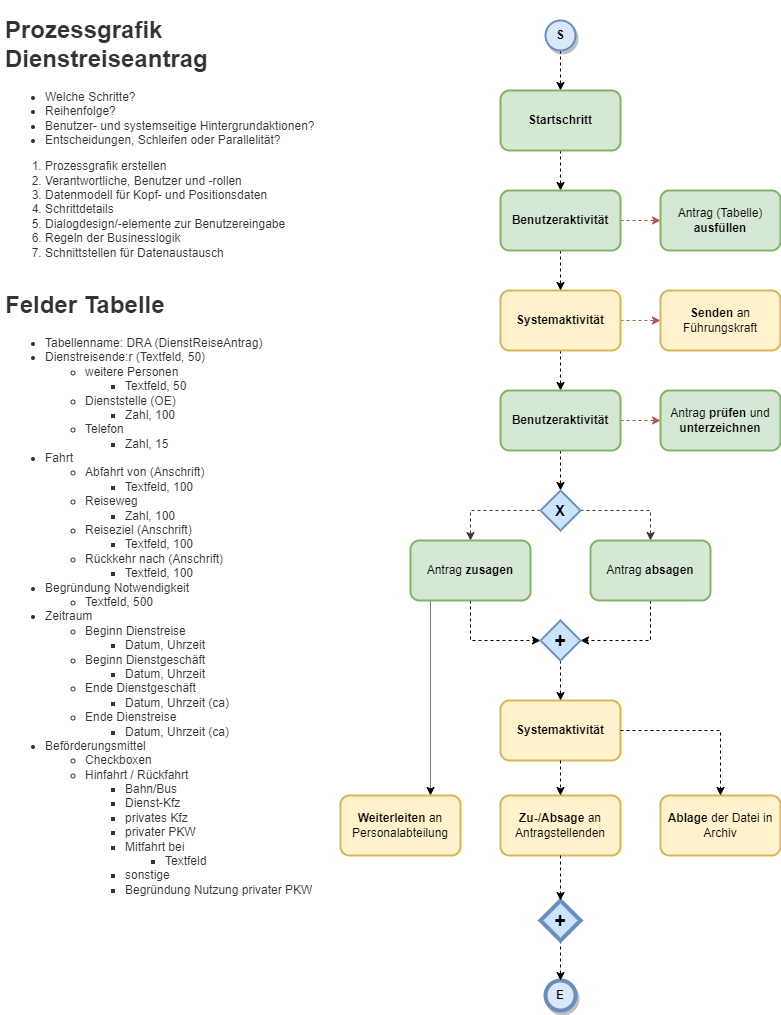 Prozessgrafik
Dienstreiseantrag
Welche Schritte?
Reihenfolge?
Benutzer- und systemseitige Hintergrundaktionen?
Entscheidungen, Schleifen oder Parallelität?
1. Prozessgrafik erstellen
2. Verantwortliche, Benutzer und -rollen
3. Datenmodell für Kopf- und Positionsdaten
4. Schrittdetails
5. Dialogdesign/-elemente zur Benutzereingabe
6. Regeln der Businesslogik
7. Schnittstellen für Datenaustausch
Felder Tabelle
Tabellenname: DRA (DienstReiseAntrag)
Dienstreisende:r (Textfeld, 50)
weitere Personen
Textfeld, 50
Dienststelle (OE)
Zahl, 100
Telefon
Zahl, 15
Fahrt
Abfahrt von (Anschrift)
Textfeld, 100
Reiseweg
Zahl, 100
Reiseziel (Anschrift)
Textfeld, 100
Rückkehr nach (Anschrift)
Textfeld, 100
Begründung Notwendigkeit
Textfeld, 500
Zeitraum
Beginn Dienstreise
Datum, Uhrzeit
Beginn Dienstgeschäft
Datum, Uhrzeit
Ende Dienstgeschäft
Datum, Uhrzeit (ca)
Ende Dienstreise
Datum, Uhrzeit (ca)
Beförderungsmittel
Checkboxen
Hinfahrt / Rückfahrt
Bahn/Bus
Dienst-Kfz
privates Kfz
privater PKW
Mitfahrt bei
Textfeld
sonstige
Begründung Nutzung privater PKW
S
Startschritt
Benutzeraktivität
Antrag (Tabelle)
ausfüllen
Systemaktivität
Senden an
Führungskraft
Benutzeraktivität
Antrag prüfen und
unterzeichnen
X
Antrag zusagen
Antrag absagen
+
Systemaktivität
Weiterleiten an
Personalabteilung
Zu-/Absage an
Antragstellenden
Ablage der Datei in
Archiv
+
E